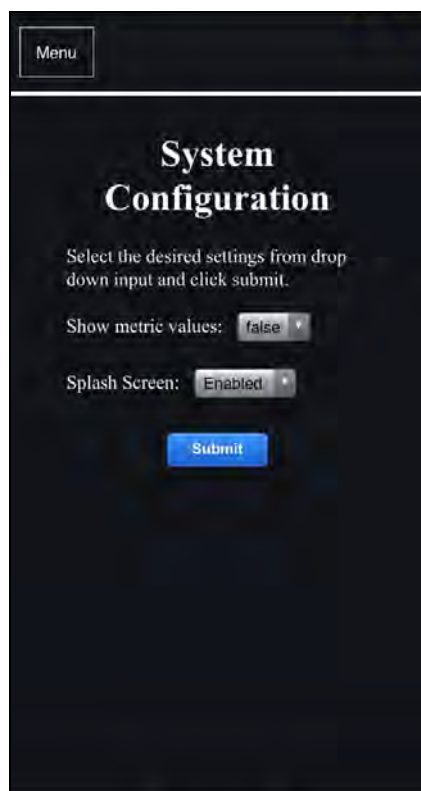 Menu
System
Configuration
Select the desired settings from drop
down input and click submit.
Show metric values: false
Splash Screen: Enabled
Submit